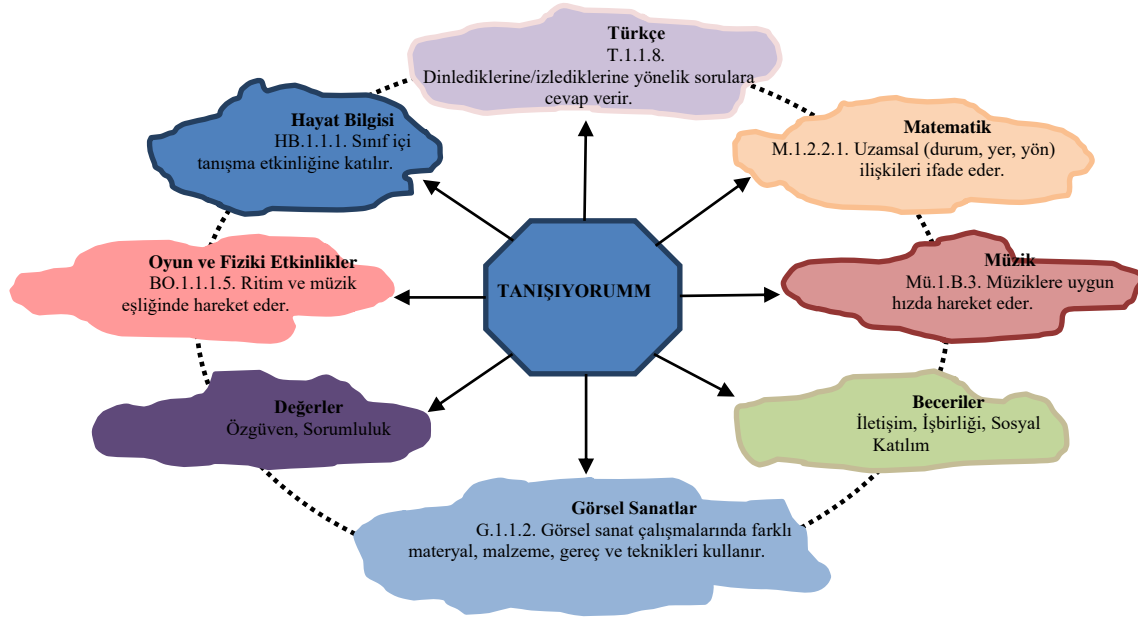 Türkçe
T.1.1.8.
Dinlediklerine/izlediklerine yönelik sorulara
cevap verir.
Hayat Bilgisi
HB.1.1.1. Sınıf içi
tanışma etkinliğine katılır.
Matematik
M.1.2.2.1. Uzamsal (durum, yer, yön)
ilişkileri ifade eder.
Oyun ve Fiziki Etkinlikler
BO.1.1.1.5. Ritim ve müzik
eşliğinde hareket eder.
TANIŞIYORUMM
Müzik
Mü.1.B.3. Müziklere uygun
hızda hareket eder.
Değerler
Özgüven, Sorumluluk
Beceriler
İletişim, İşbirliği, Sosyal
Katılım
Görsel Sanatlar
G.1.1.2. Görsel sanat çalışmalarında farklı
materyal, malzeme, gereç ve teknikleri kullanır.